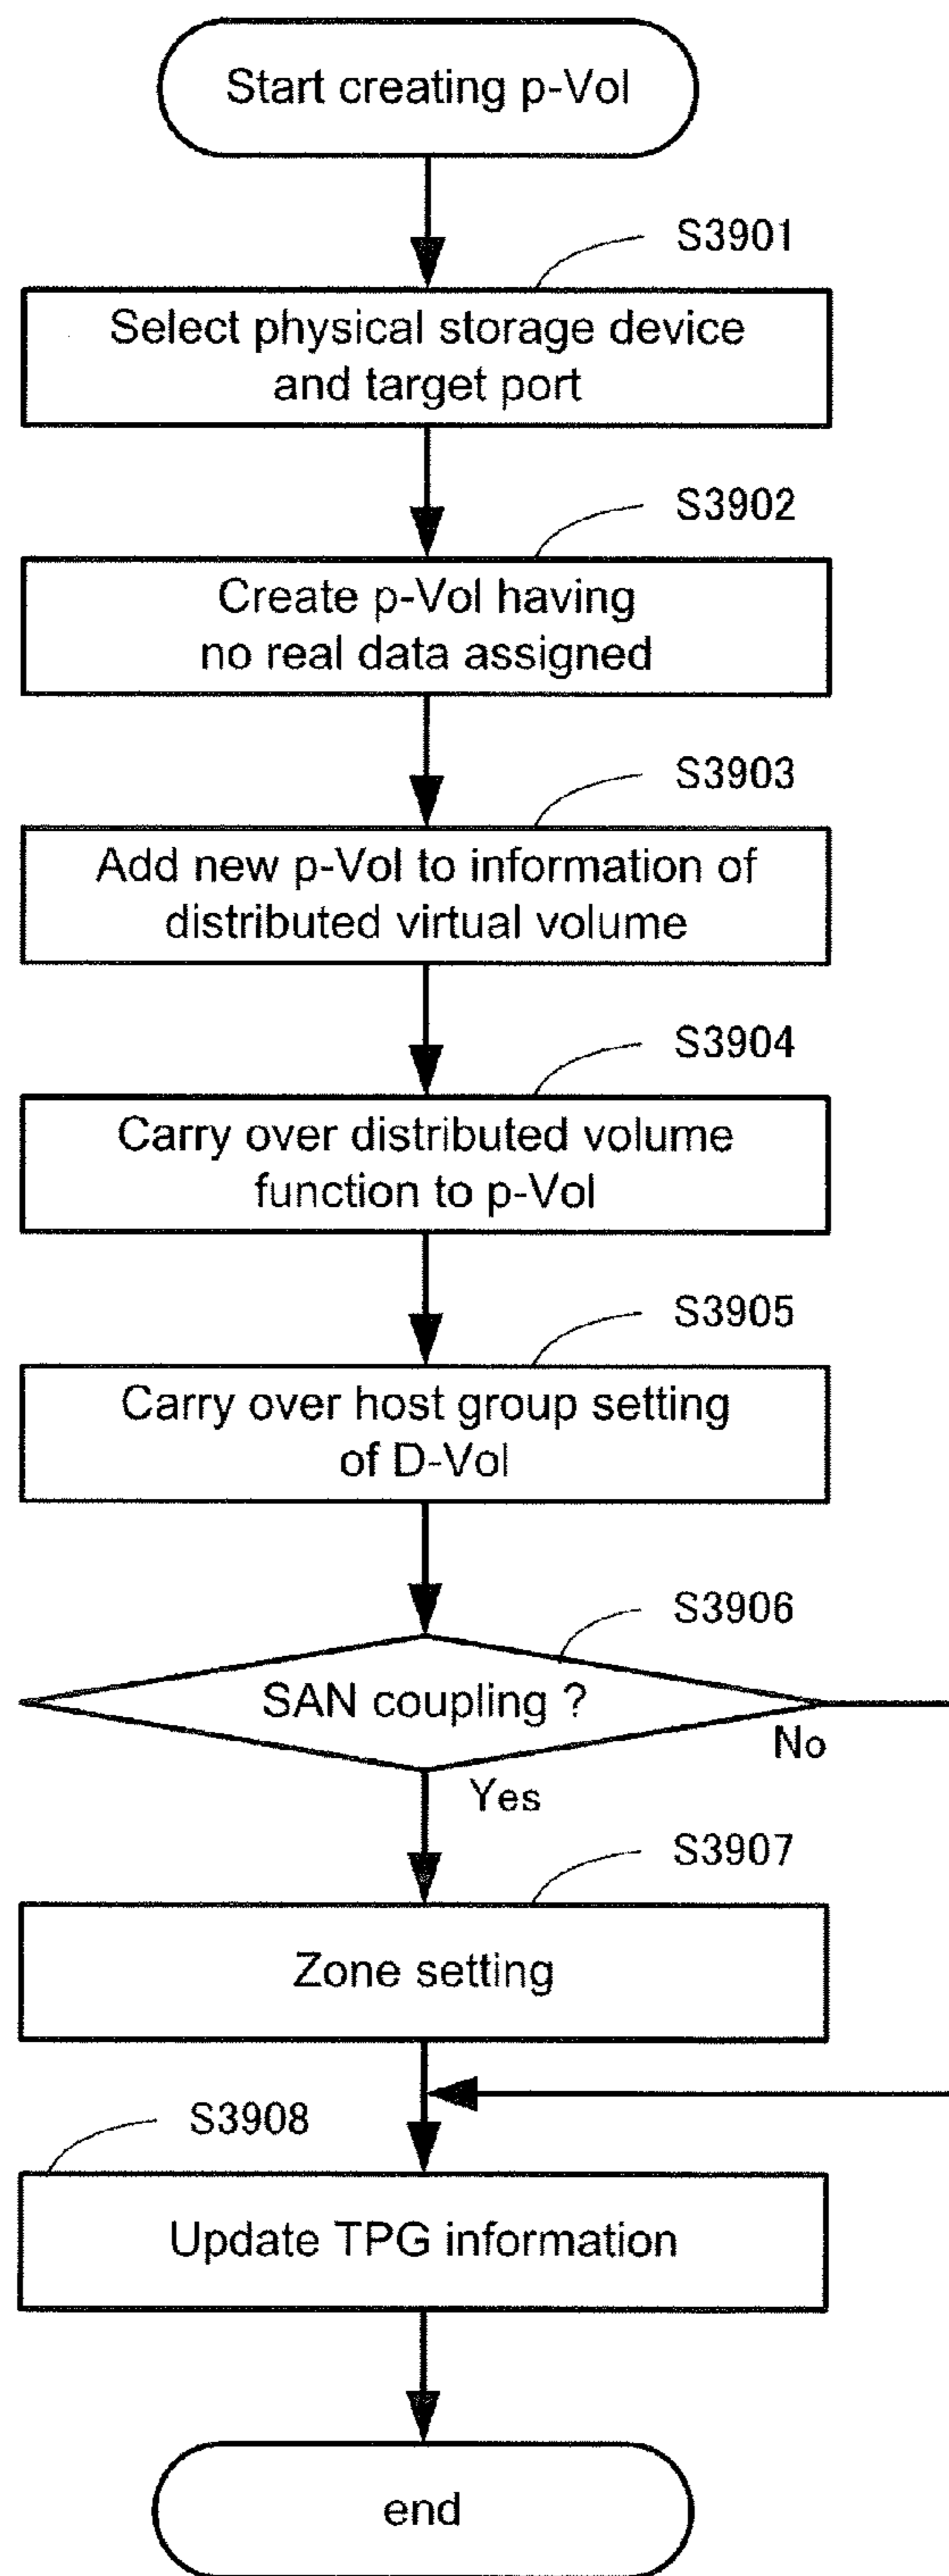 Start creating p-Vol
S3901
Select physical storage device
and target port
S3902
Create p-Vol having
no real data assigned
S3903
Add new p-Vol to information of
distributed virtual volume
S3904
Carry over distributed volume
function to p-Vol
S3905
Carry over host group setting
of D-Vol
S3906
SAN coupling ?
No
Yes
S3907
Zone setting
S3908
Update TPG information
end